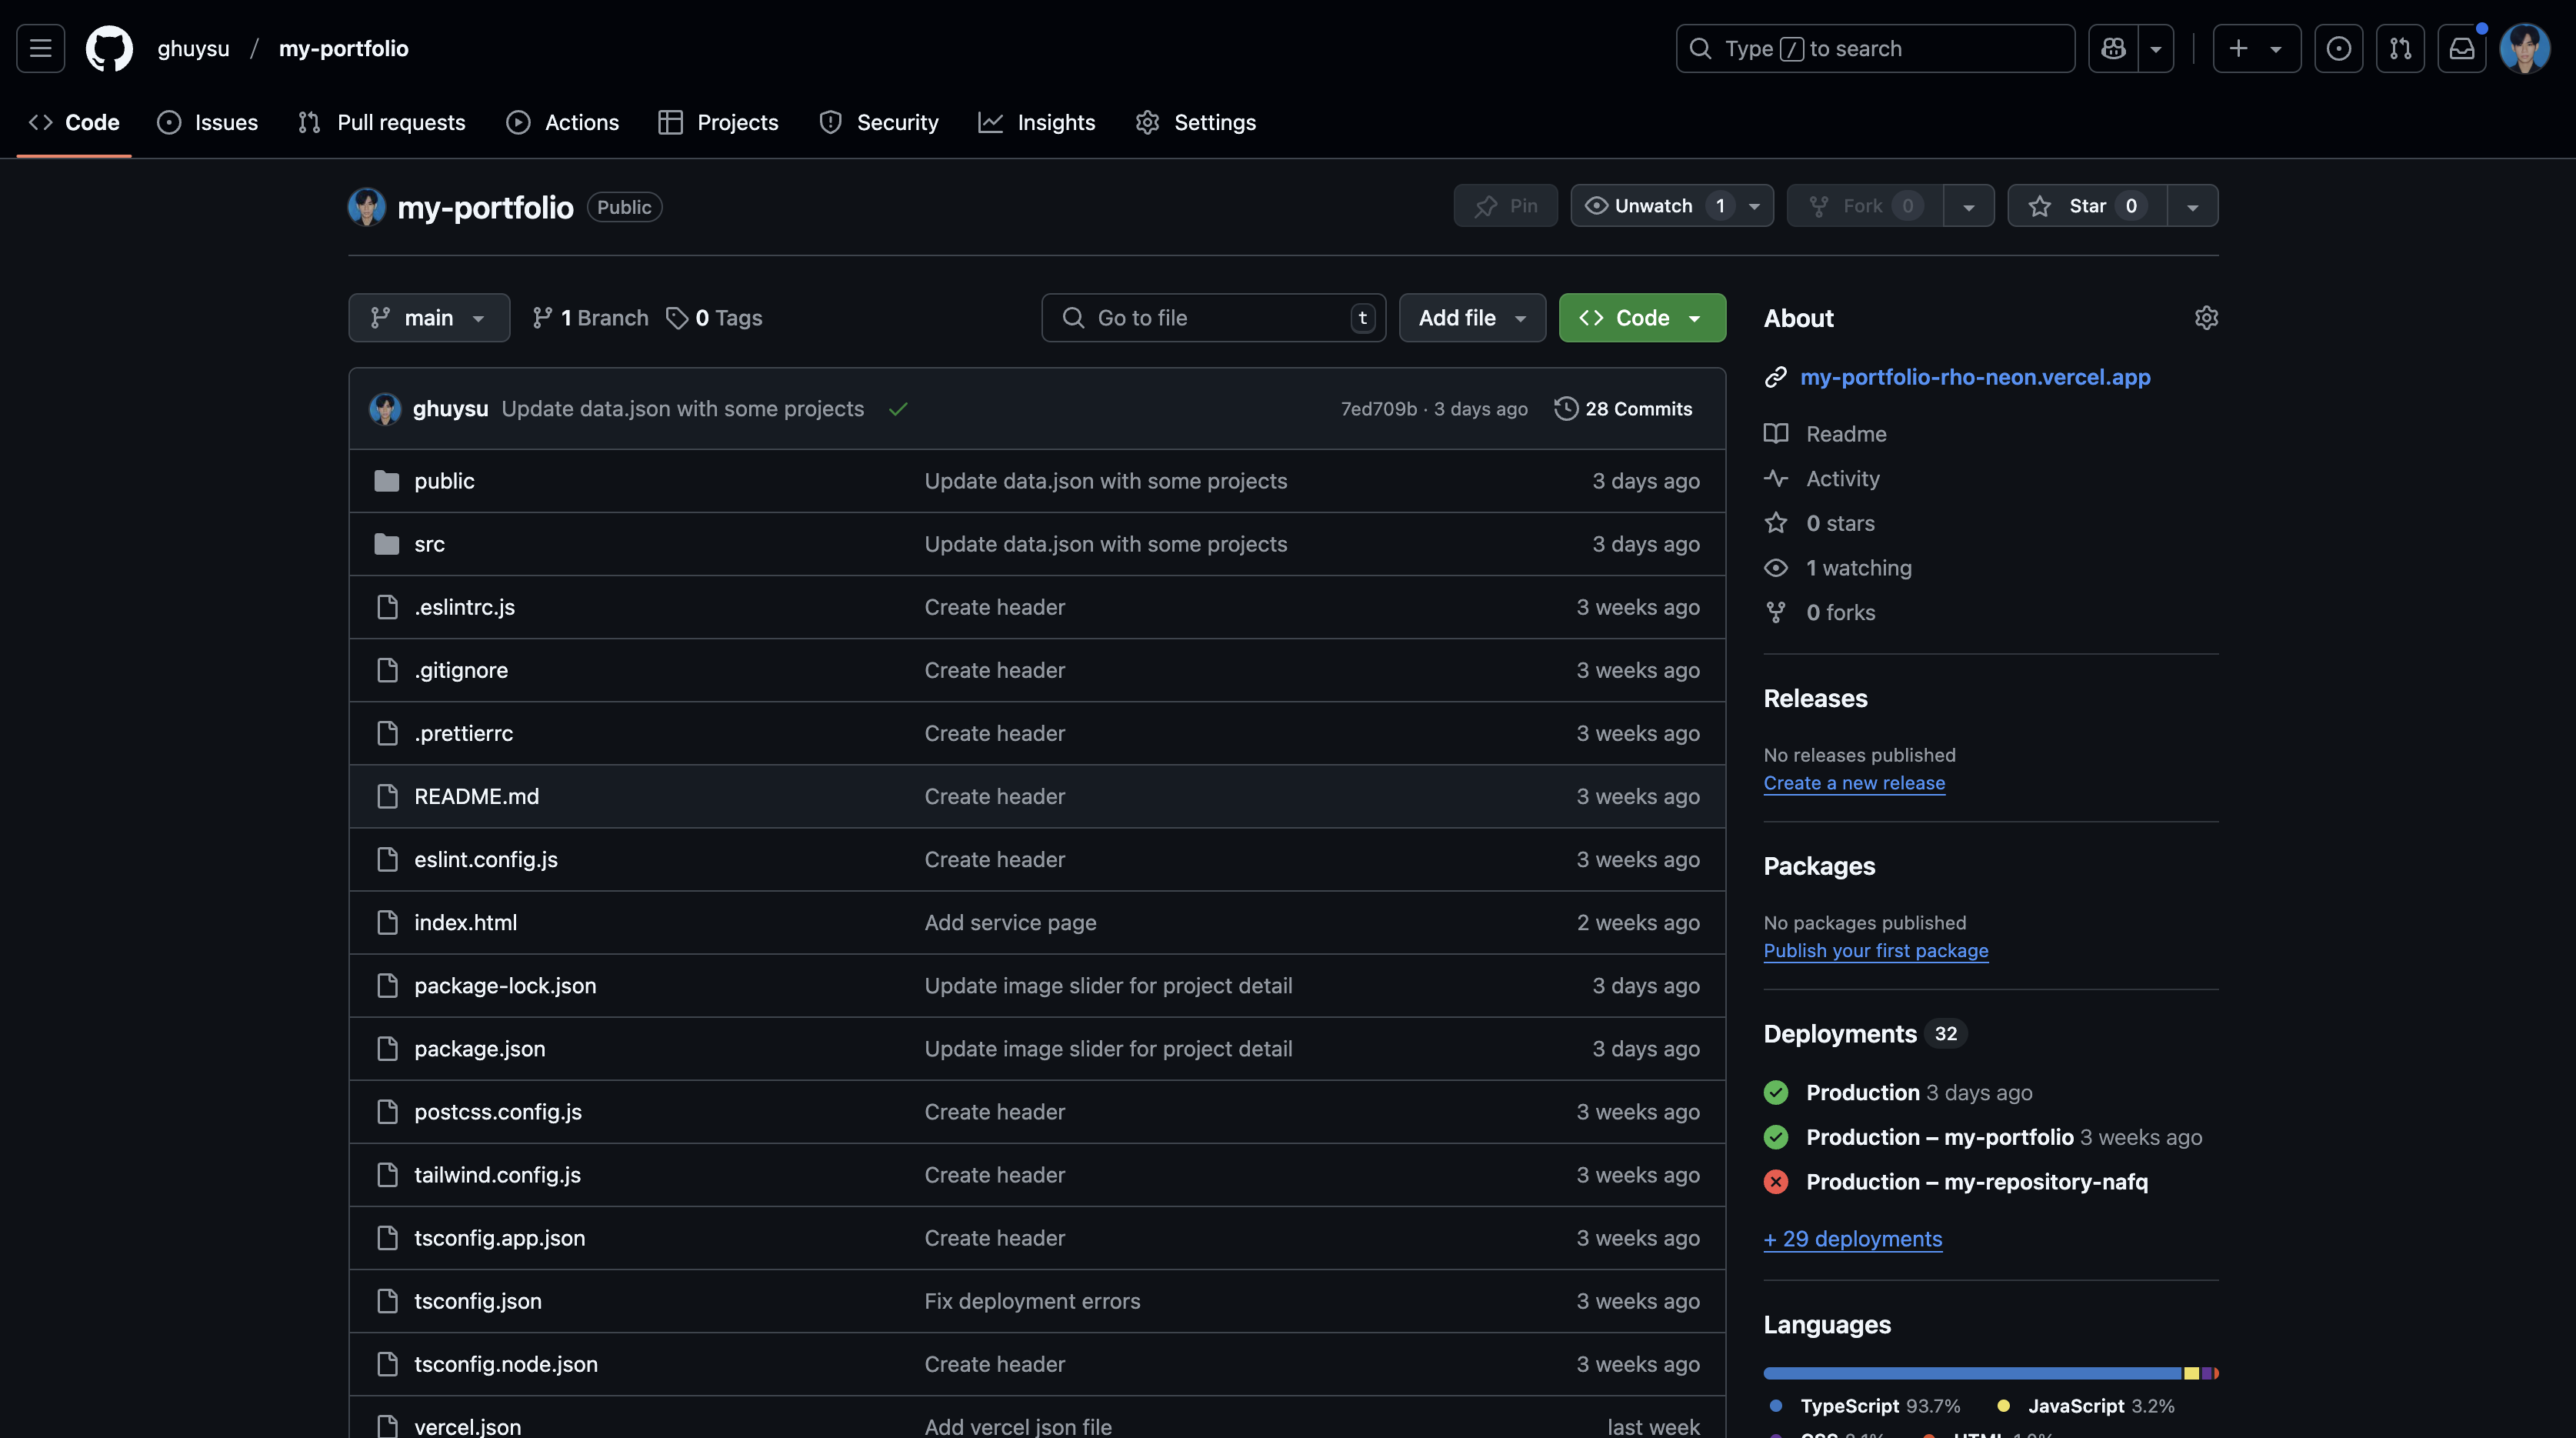 ghuysu / my-portfolio
Type / to search
Code Issues Pull requests Actions Projects Security Insights Settings
my-portfolio Public
Pin Unwatch 1 Fork 0 Star 0
main 1 Branch 0 Tags Go to file t Add file Code
ghuysu Update data.json with some projects 7ed709b · 3 days ago 28 Commits
public Update data.json with some projects 3 days ago
src Update data.json with some projects 3 days ago
.eslintrc.js Create header 3 weeks ago
.gitignore Create header 3 weeks ago
.prettierrc Create header 3 weeks ago
README.md Create header 3 weeks ago
eslint.config.js Create header 3 weeks ago
index.html Add service page 2 weeks ago
package-lock.json Update image slider for project detail 3 days ago
package.json Update image slider for project detail 3 days ago
postcss.config.js Create header 3 weeks ago
tailwind.config.js Create header 3 weeks ago
tsconfig.app.json Create header 3 weeks ago
tsconfig.json Fix deployment errors 3 weeks ago
tsconfig.node.json Create header 3 weeks ago
vercel.json Add vercel json file last week
About
my-portfolio-rho-neon.vercel.app
Readme
Activity
0 stars
1 watching
0 forks
Releases
No releases published
Create a new release
Packages
No packages published
Publish your first package
Deployments 32
Production 3 days ago
Production – my-portfolio 3 weeks ago
Production – my-repository-nafq
+ 29 deployments
Languages
TypeScript 93.7% JavaScript 3.2%